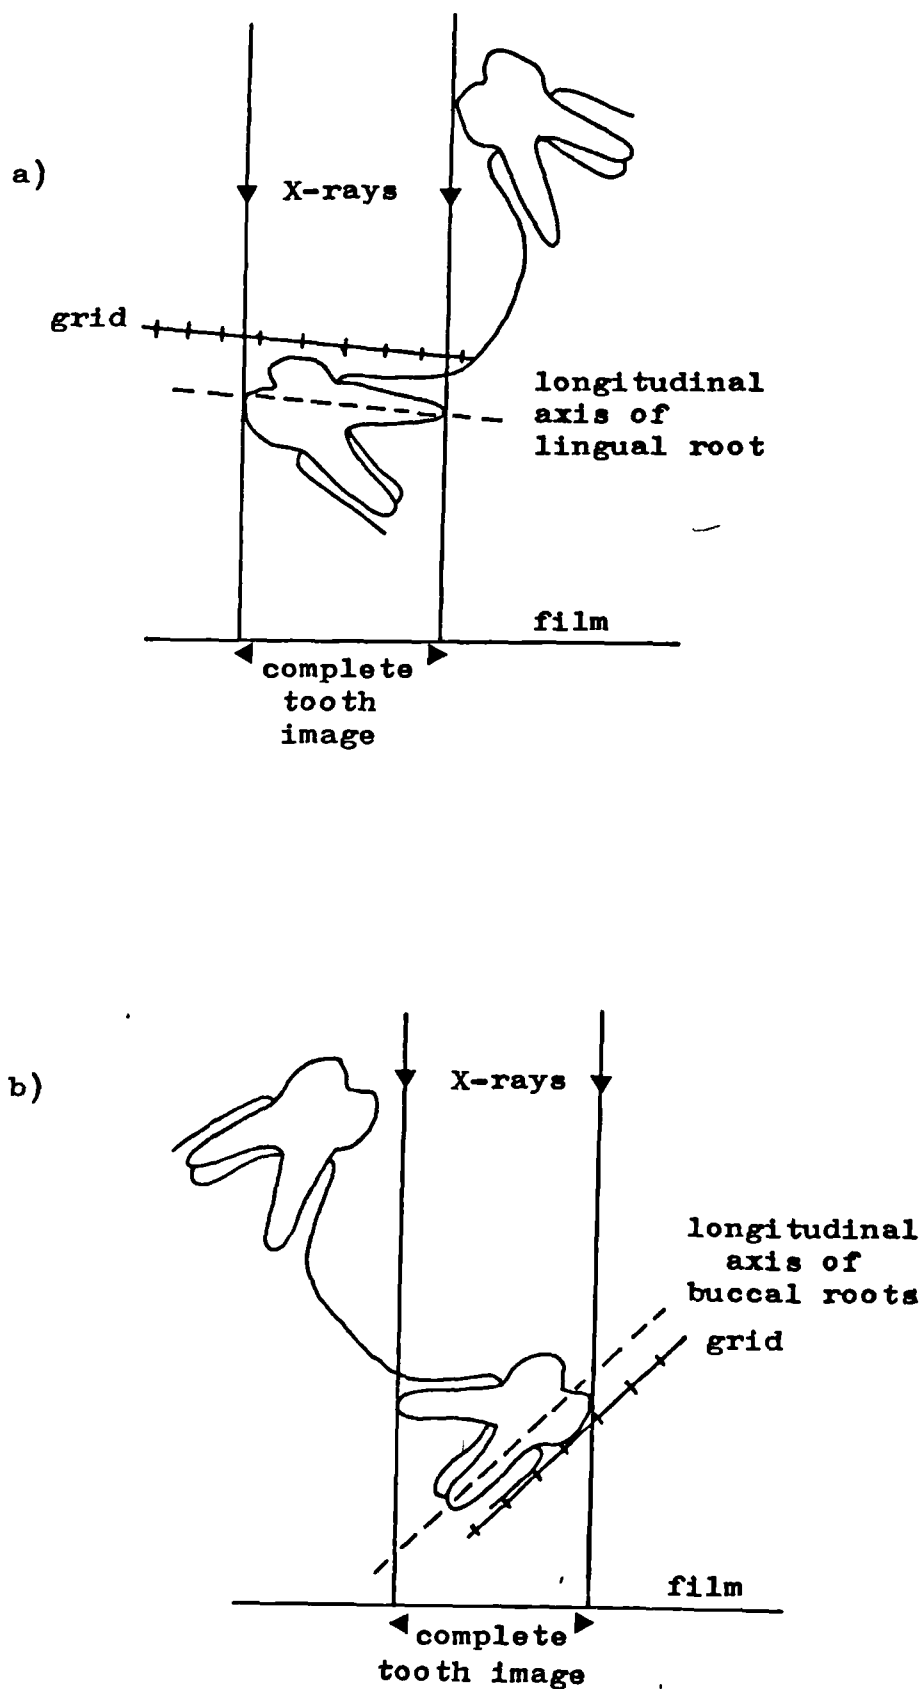 a)
X-rays
grid
longitudinal
axis of
lingual root
film
complete
tooth
image
b)
X-rays
longitudinal
axis of
buccal roots
grid
film
complete
tooth image